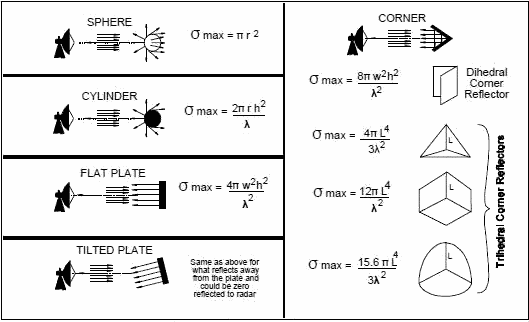 SPHERE
σ max = π r 2
CYLINDER
σ max = 2π r h2 / λ
FLAT PLATE
σ max = 4π w2h2 / λ2
TILTED PLATE
Same as above for
what reflects away
from the plate and
could be zero
reflected to radar
CORNER
σ max = 8π w2h2 / λ2
Dihedral
Corner
Reflector
σ max = 4π L4 / 3λ2
L
σ max = 12π L4 / λ2
L
σ max = 15.6 π L4 / 3λ2
L
Trihedral Corner Reflectors